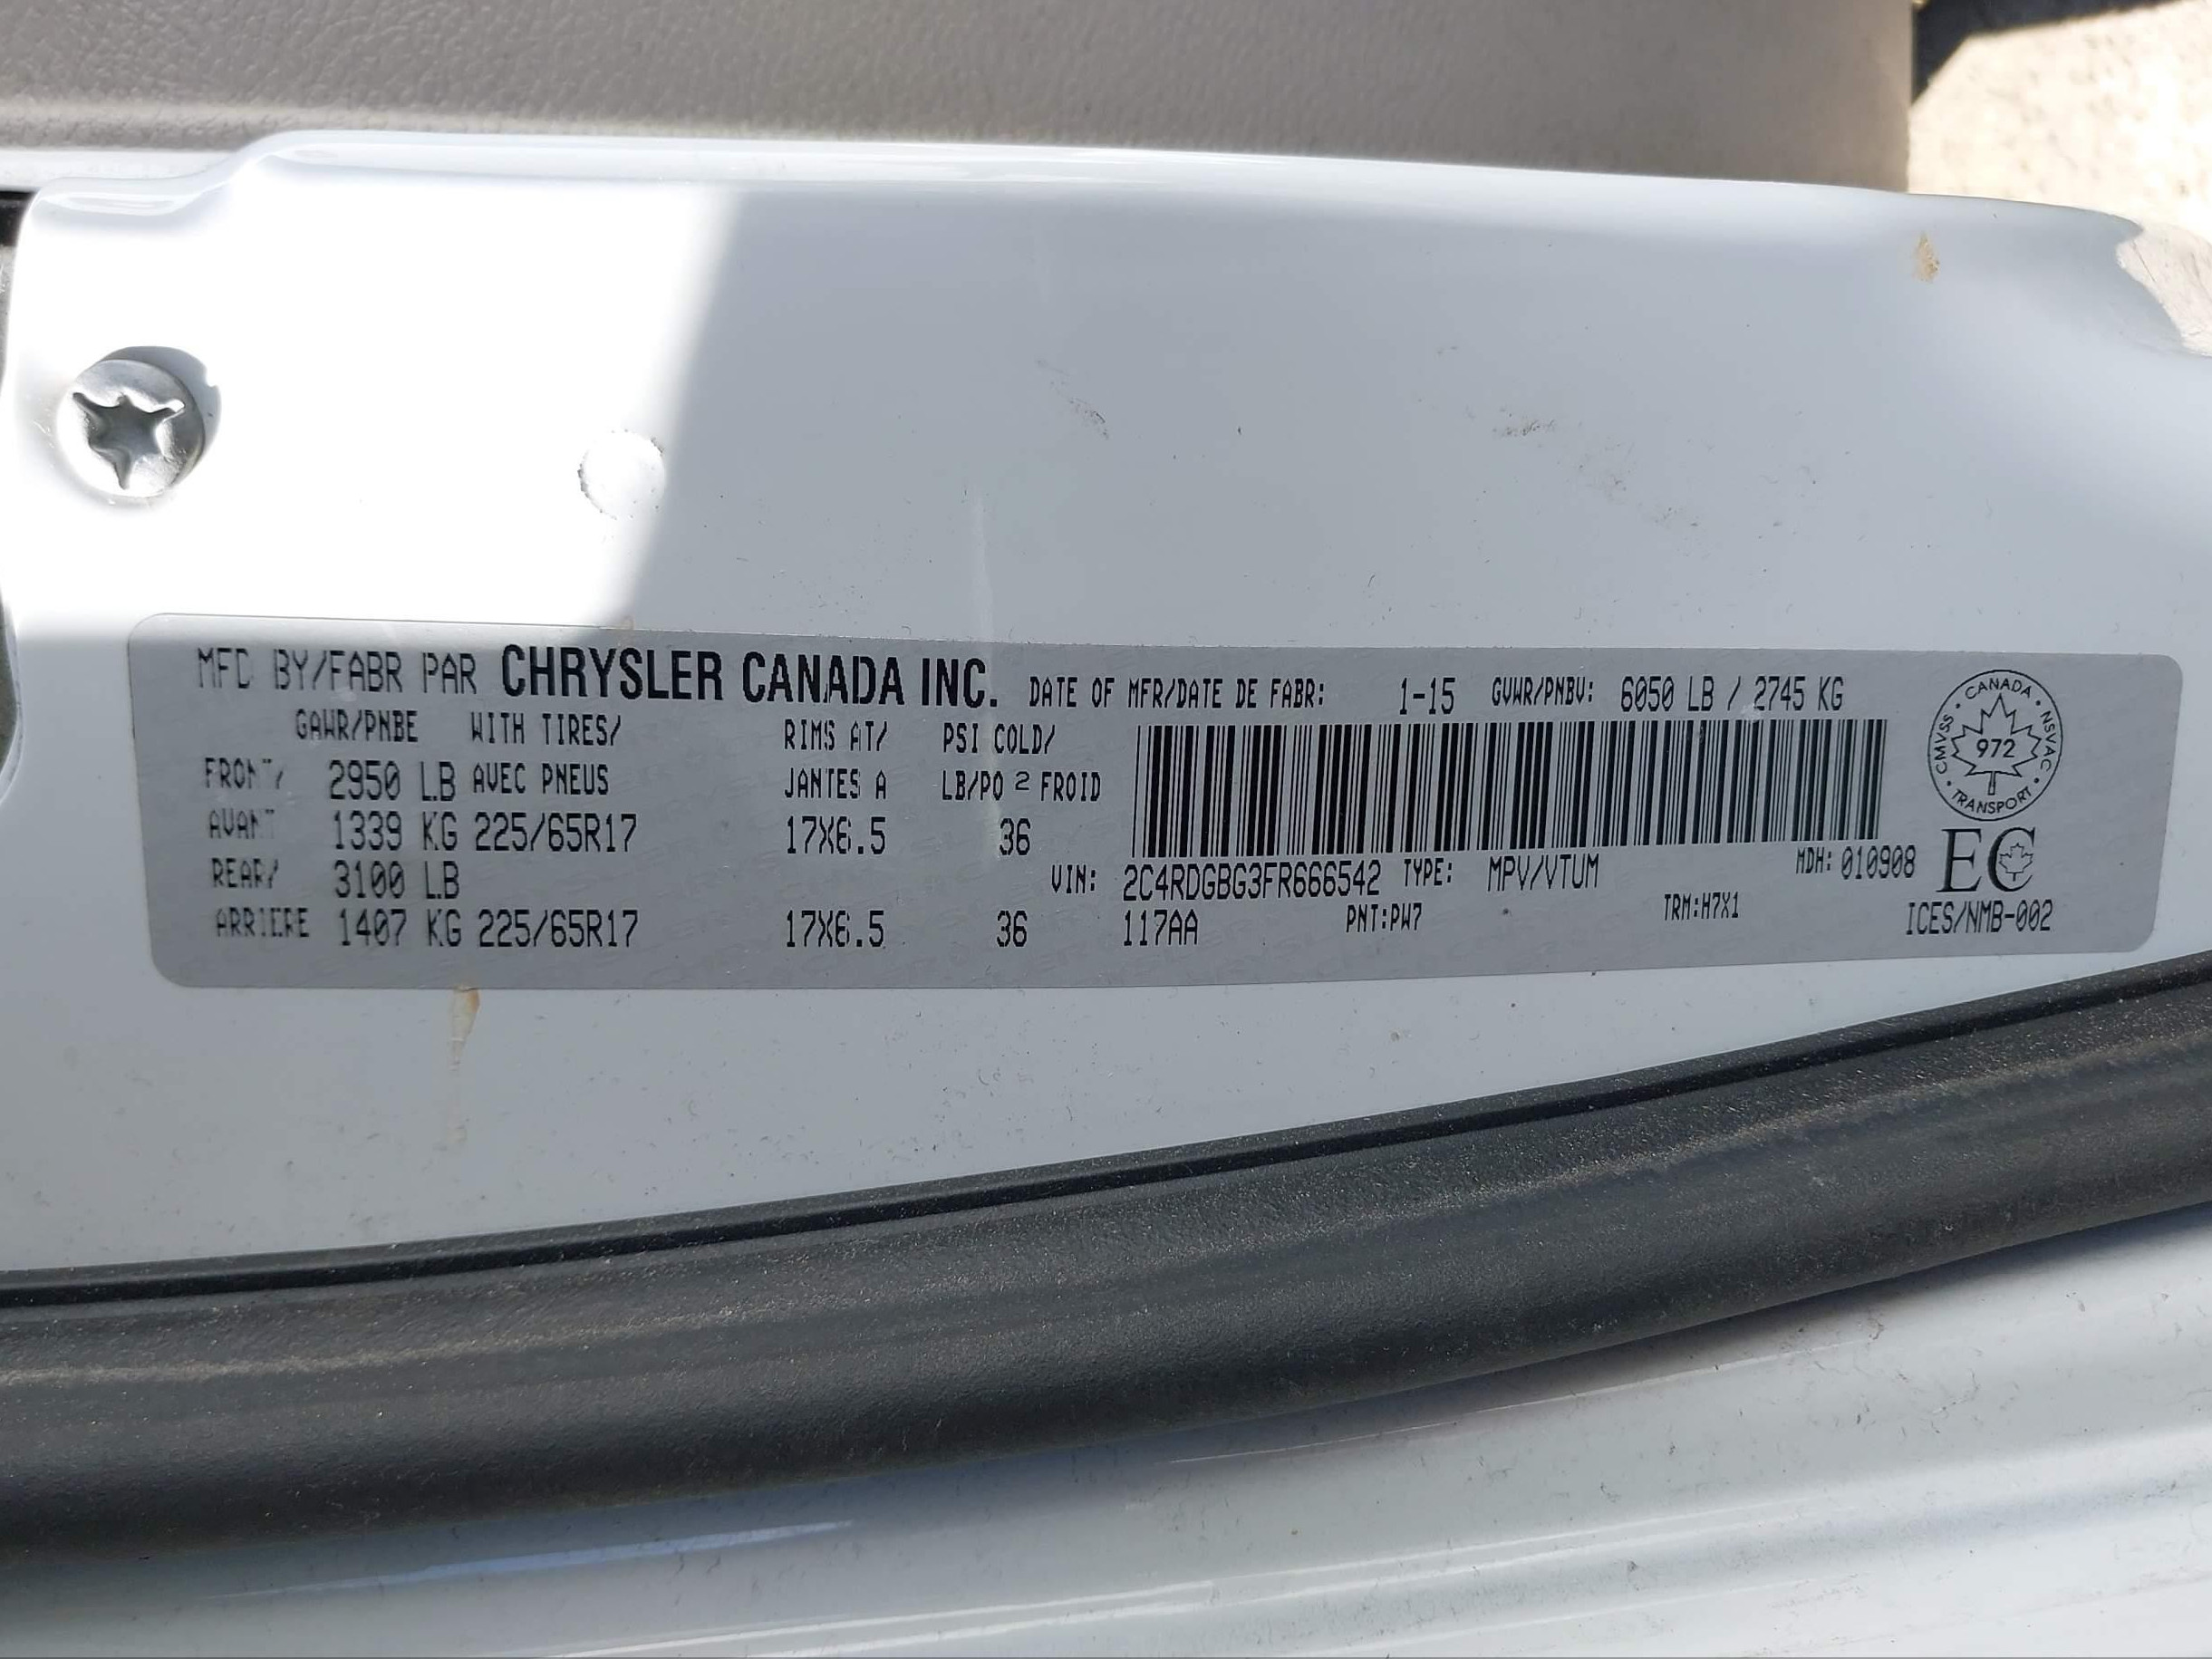 MFD BY/FABR PAR CHRYSLER CANADA INC. DATE OF MFR/DATE DE FABR: 1-15 GVWR/PNBV: 6050 LB / 2745 KG
GAWR/PNBE WITH TIRES/ RIMS AT/ PSI COLD/
FRONT/ 2950 LB AVEC PNEUS JANTES A LB/PO 2 FROID
AVANT 1339 KG 225/65R17 17X6.5 36
REAR/ 3100 LB VIN: 2C4RDGBG3FR666542 TYPE: MPV/VTUM MDH: 010908
ARRIERE 1407 KG 225/65R17 17X6.5 36 117AA PNT:PW7 TRM:H7X1 ICES/NMB-002
CANADA
CMVSS 972 NSVAC
TRANSPORT
EC